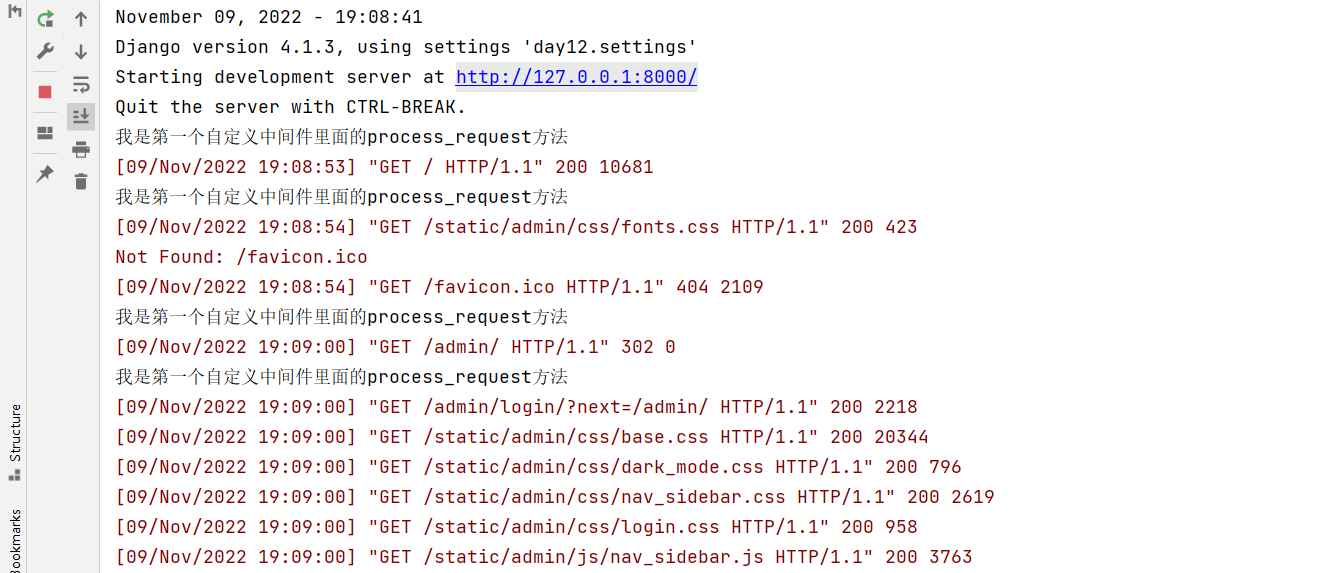 November 09, 2022 - 19:08:41
Django version 4.1.3, using settings 'day12.settings'
Starting development server at http://127.0.0.1:8000/
Quit the server with CTRL-BREAK.
我是第一个自定义中间件里面的process_request方法
[09/Nov/2022 19:08:53] "GET / HTTP/1.1" 200 10681
我是第一个自定义中间件里面的process_request方法
[09/Nov/2022 19:08:54] "GET /static/admin/css/fonts.css HTTP/1.1" 200 423
Not Found: /favicon.ico
[09/Nov/2022 19:08:54] "GET /favicon.ico HTTP/1.1" 404 2109
我是第一个自定义中间件里面的process_request方法
[09/Nov/2022 19:09:00] "GET /admin/ HTTP/1.1" 302 0
我是第一个自定义中间件里面的process_request方法
[09/Nov/2022 19:09:00] "GET /admin/login/?next=/admin/ HTTP/1.1" 200 2218
[09/Nov/2022 19:09:00] "GET /static/admin/css/base.css HTTP/1.1" 200 20344
[09/Nov/2022 19:09:00] "GET /static/admin/css/dark_mode.css HTTP/1.1" 200 796
[09/Nov/2022 19:09:00] "GET /static/admin/css/nav_sidebar.css HTTP/1.1" 200 2619
[09/Nov/2022 19:09:00] "GET /static/admin/css/login.css HTTP/1.1" 200 958
[09/Nov/2022 19:09:00] "GET /static/admin/js/nav_sidebar.js HTTP/1.1" 200 3763
Structure
Bookmarks